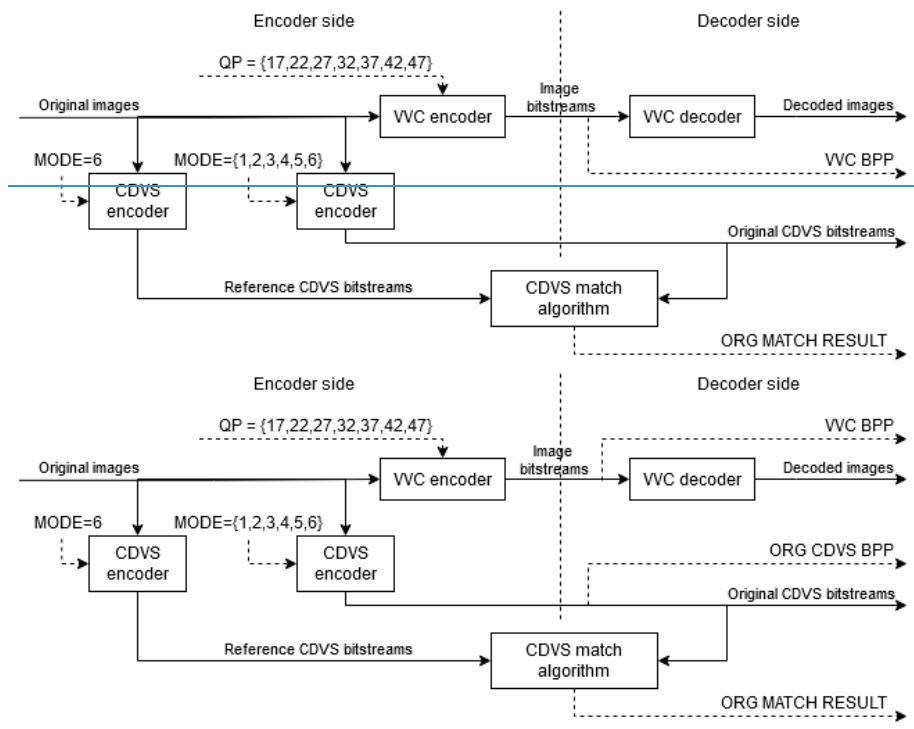 Encoder side
Decoder side
QP = {17,22,27,32,37,42,47}
Original images
VVC encoder
Image
bitstreams
VVC decoder
Decoded images
MODE=6
MODE={1,2,3,4,5,6}
VVC BPP
CDVS
encoder
CDVS
encoder
Original CDVS bitstreams
Reference CDVS bitstreams
CDVS match
algorithm
ORG MATCH RESULT
Encoder side
Decoder side
QP = {17,22,27,32,37,42,47}
VVC BPP
Original images
VVC encoder
Image
bitstreams
VVC decoder
Decoded images
MODE=6
MODE={1,2,3,4,5,6}
CDVS
encoder
CDVS
encoder
ORG CDVS BPP
Original CDVS bitstreams
Reference CDVS bitstreams
CDVS match
algorithm
ORG MATCH RESULT